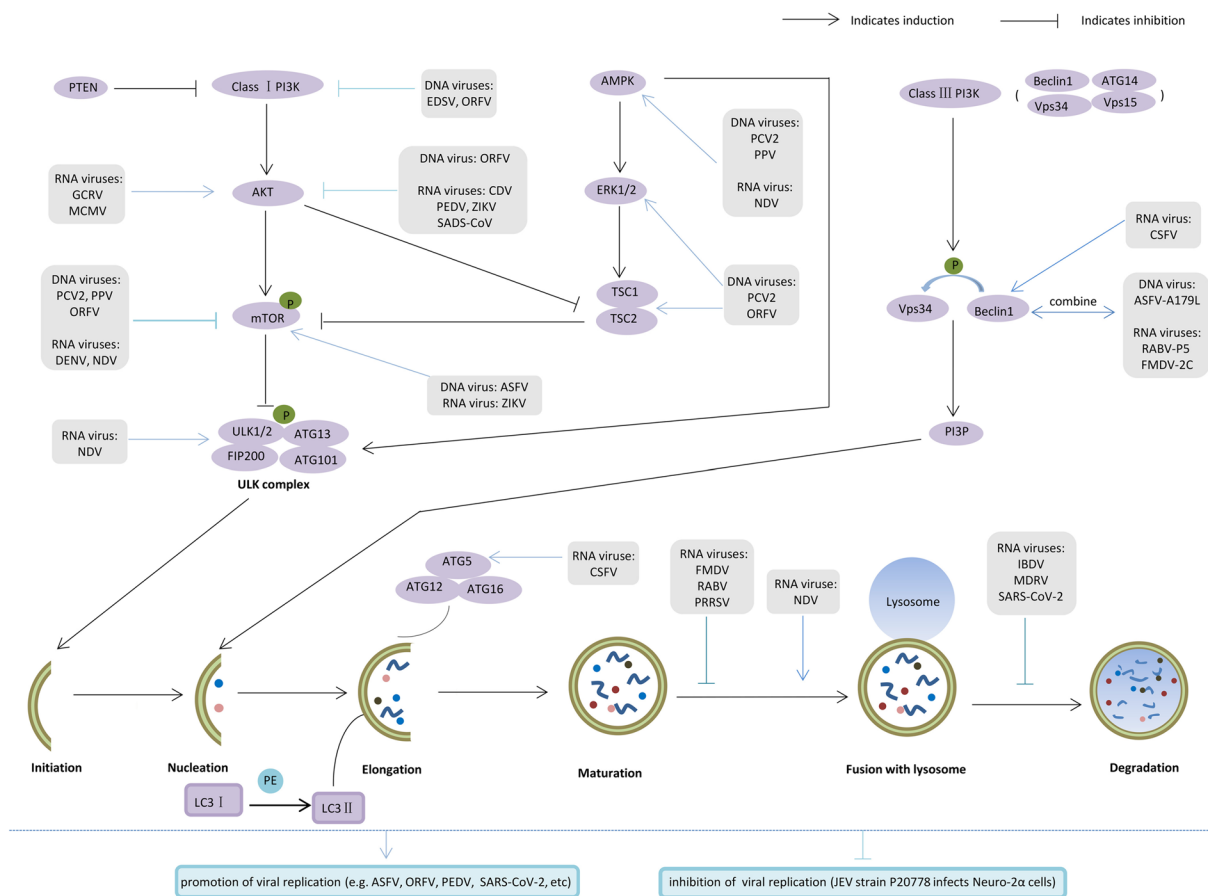 Indicates induction
Indicates inhibition
PTEN
Class Ⅰ PI3K
DNA viruses:
EDSV, ORFV
AMPK
Class Ⅲ PI3K
(
Beclin1
ATG14
Vps34
Vps15
)
DNA viruses:
PCV2
PPV
RNA virus:
NDV
RNA viruses:
GCRV
MCMV
AKT
DNA virus: ORFV
RNA viruses: CDV
PEDV, ZIKV
SADS-CoV
ERK1/2
RNA virus:
CSFV
DNA viruses:
PCV2, PPV
ORFV
RNA viruses:
DENV, NDV
P
mTOR
TSC1
TSC2
DNA viruses:
PCV2
ORFV
P
Vps34
Beclin1
combine
DNA virus:
ASFV-A179L
RNA viruses:
RABV-P5
FMDV-2C
DNA virus: ASFV
RNA virus: ZIKV
RNA virus:
NDV
P
ULK1/2
ATG13
FIP200
ATG101
ULK complex
PI3P
ATG5
ATG12
ATG16
RNA viruse:
CSFV
RNA viruses:
FMDV
RABV
PRRSV
RNA viruse:
NDV
Lysosome
RNA viruses:
IBDV
MDRV
SARS-CoV-2
Initiation
Nucleation
Elongation
Maturation
Fusion with lysosome
Degradation
LC3 Ⅰ
PE
LC3 Ⅱ
promotion of viral replication (e.g. ASFV, ORFV, PEDV, SARS-CoV-2, etc)
inhibition of viral replication (JEV strain P20778 infects Neuro-2α cells)